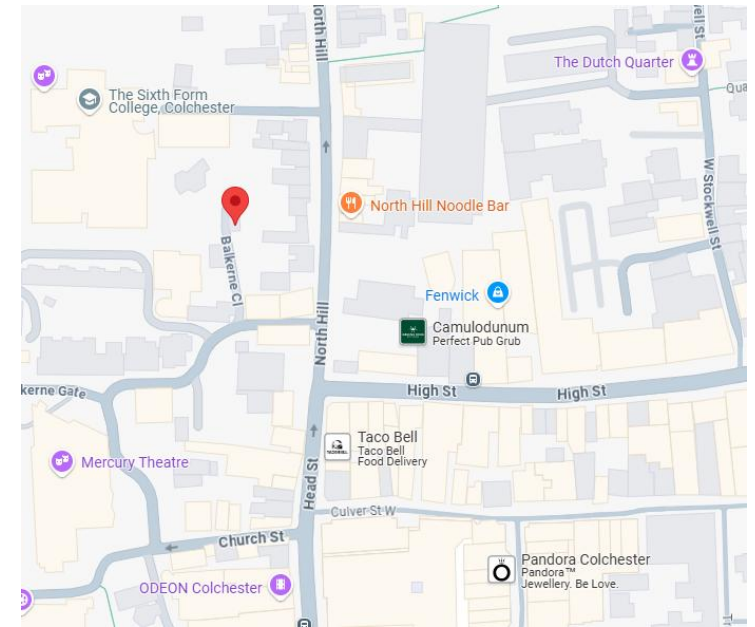 North Hill
The Dutch Quarter
well St
The Sixth Form
College, Colchester
Qua
W Stockwell St
North Hill Noodle Bar
Balkerne Cl
Fenwick
North Hill
Camulodunum
Perfect Pub Grub
kerne Gate
High St
High St
Taco Bell
Taco Bell
Food Delivery
Mercury Theatre
Head St
Culver St W
Church St
Pandora Colchester
Pandora™
Jewellery. Be Love.
ODEON Colchester